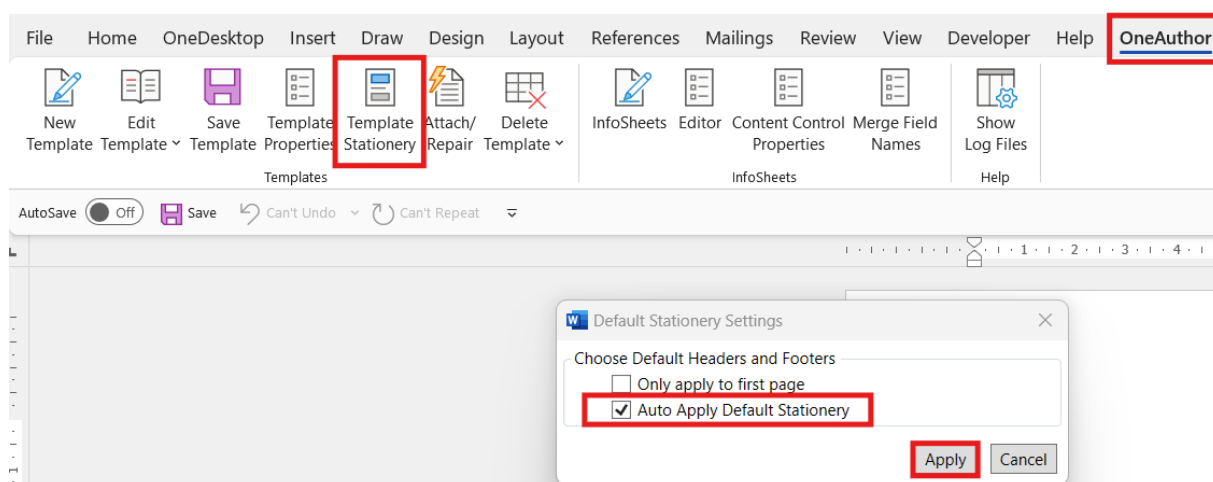 File Home OneDesktop Insert Draw Design Layout References Mailings Review View Developer Help OneAuthor
New Edit Save Template Template Attach/ Delete InfoSheets Editor Content Control Merge Field Show
Template Template Template Properties Stationery Repair Template Properties Names Log Files
Templates InfoSheets Help
AutoSave Off Save Can't Undo Can't Repeat
1 2 3 4
Default Stationery Settings
Choose Default Headers and Footers
Only apply to first page
Auto Apply Default Stationery
Apply Cancel
1